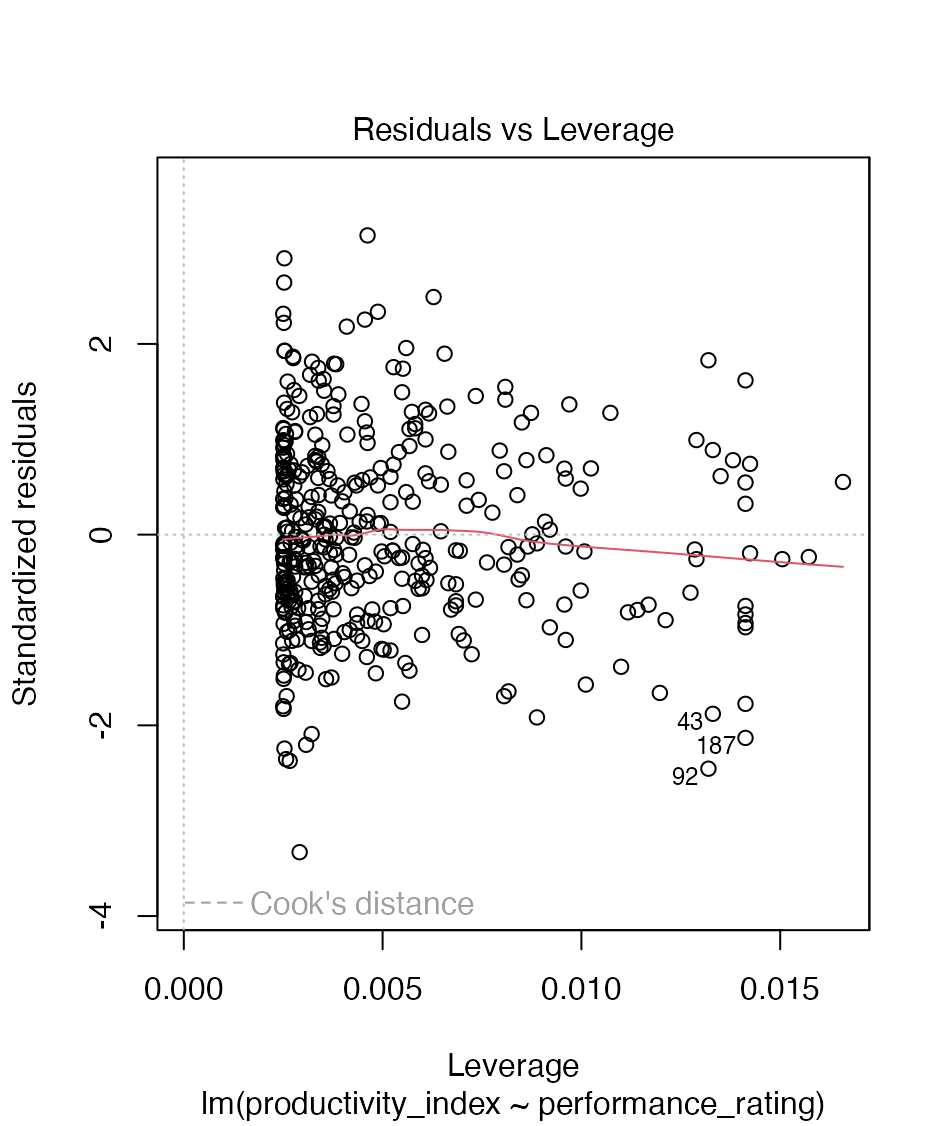 Residuals vs Leverage
Standardized residuals
2
0
-2
-4
43
187
92
Cook's distance
0.000
0.005
0.010
0.015
Leverage
lm(productivity_index ~ performance_rating)